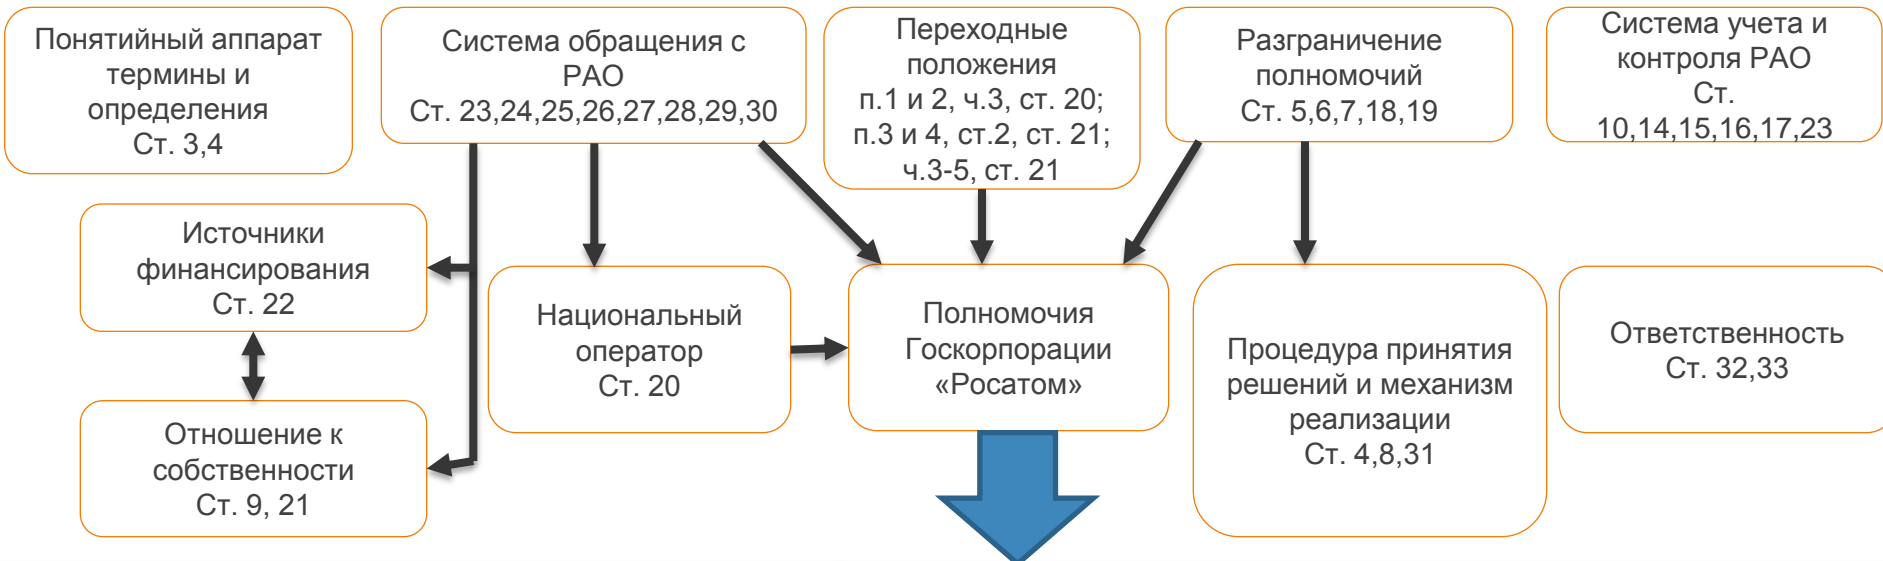 Понятийный аппарат
термины и
определения
Ст. 3,4
Система обращения с
РАО
Ст. 23,24,25,26,27,28,29,30
Переходные
положения
п.1 и 2, ч.3, ст. 20;
п.3 и 4, ст.2, ст. 21;
ч.3-5, ст. 21
Разграничение
полномочий
Ст. 5,6,7,18,19
Система учета и
контроля РАО
Ст.
10,14,15,16,17,23
Источники
финансирования
Ст. 22
Национальный
оператор
Ст. 20
Полномочия
Госкорпорации
«Росатом»
Процедура принятия
решений и механизм
реализации
Ст. 4,8,31
Ответственность
Ст. 32,33
Отношение к
собственности
Ст. 9, 21